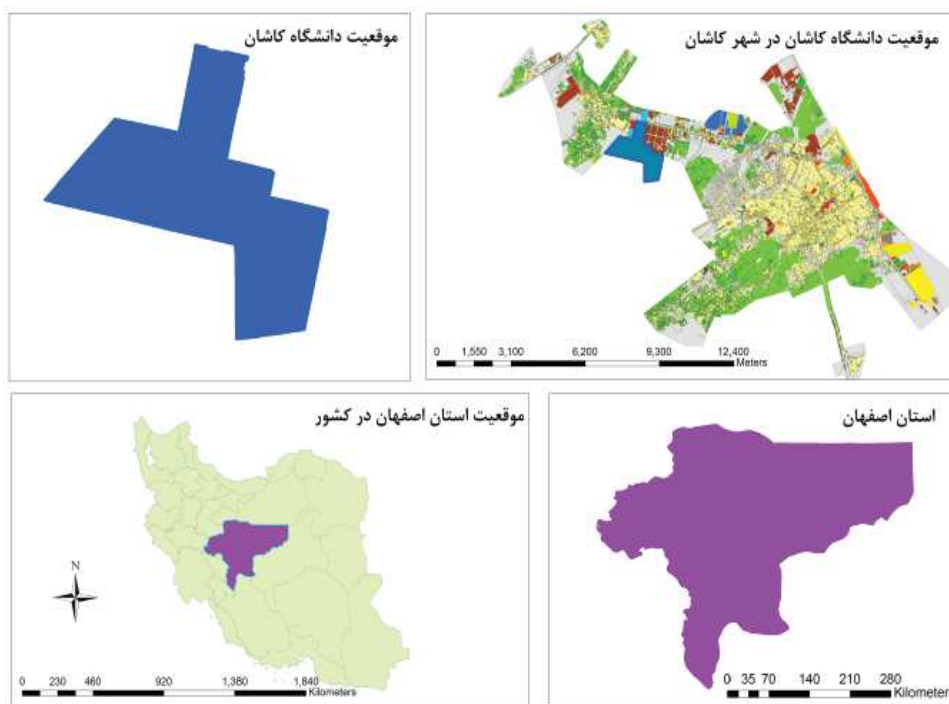 موقعیت دانشگاه کاشان در شهر کاشان
0 1,550 3,100 6,200 9,300 12,400
Meters
موقعیت دانشگاه کاشان
استان اصفهان
0 35 70 140 210 280
Kilometers
موقعیت استان اصفهان در کشور
N
0 230 460 920 1,380 1,840
Kilometers